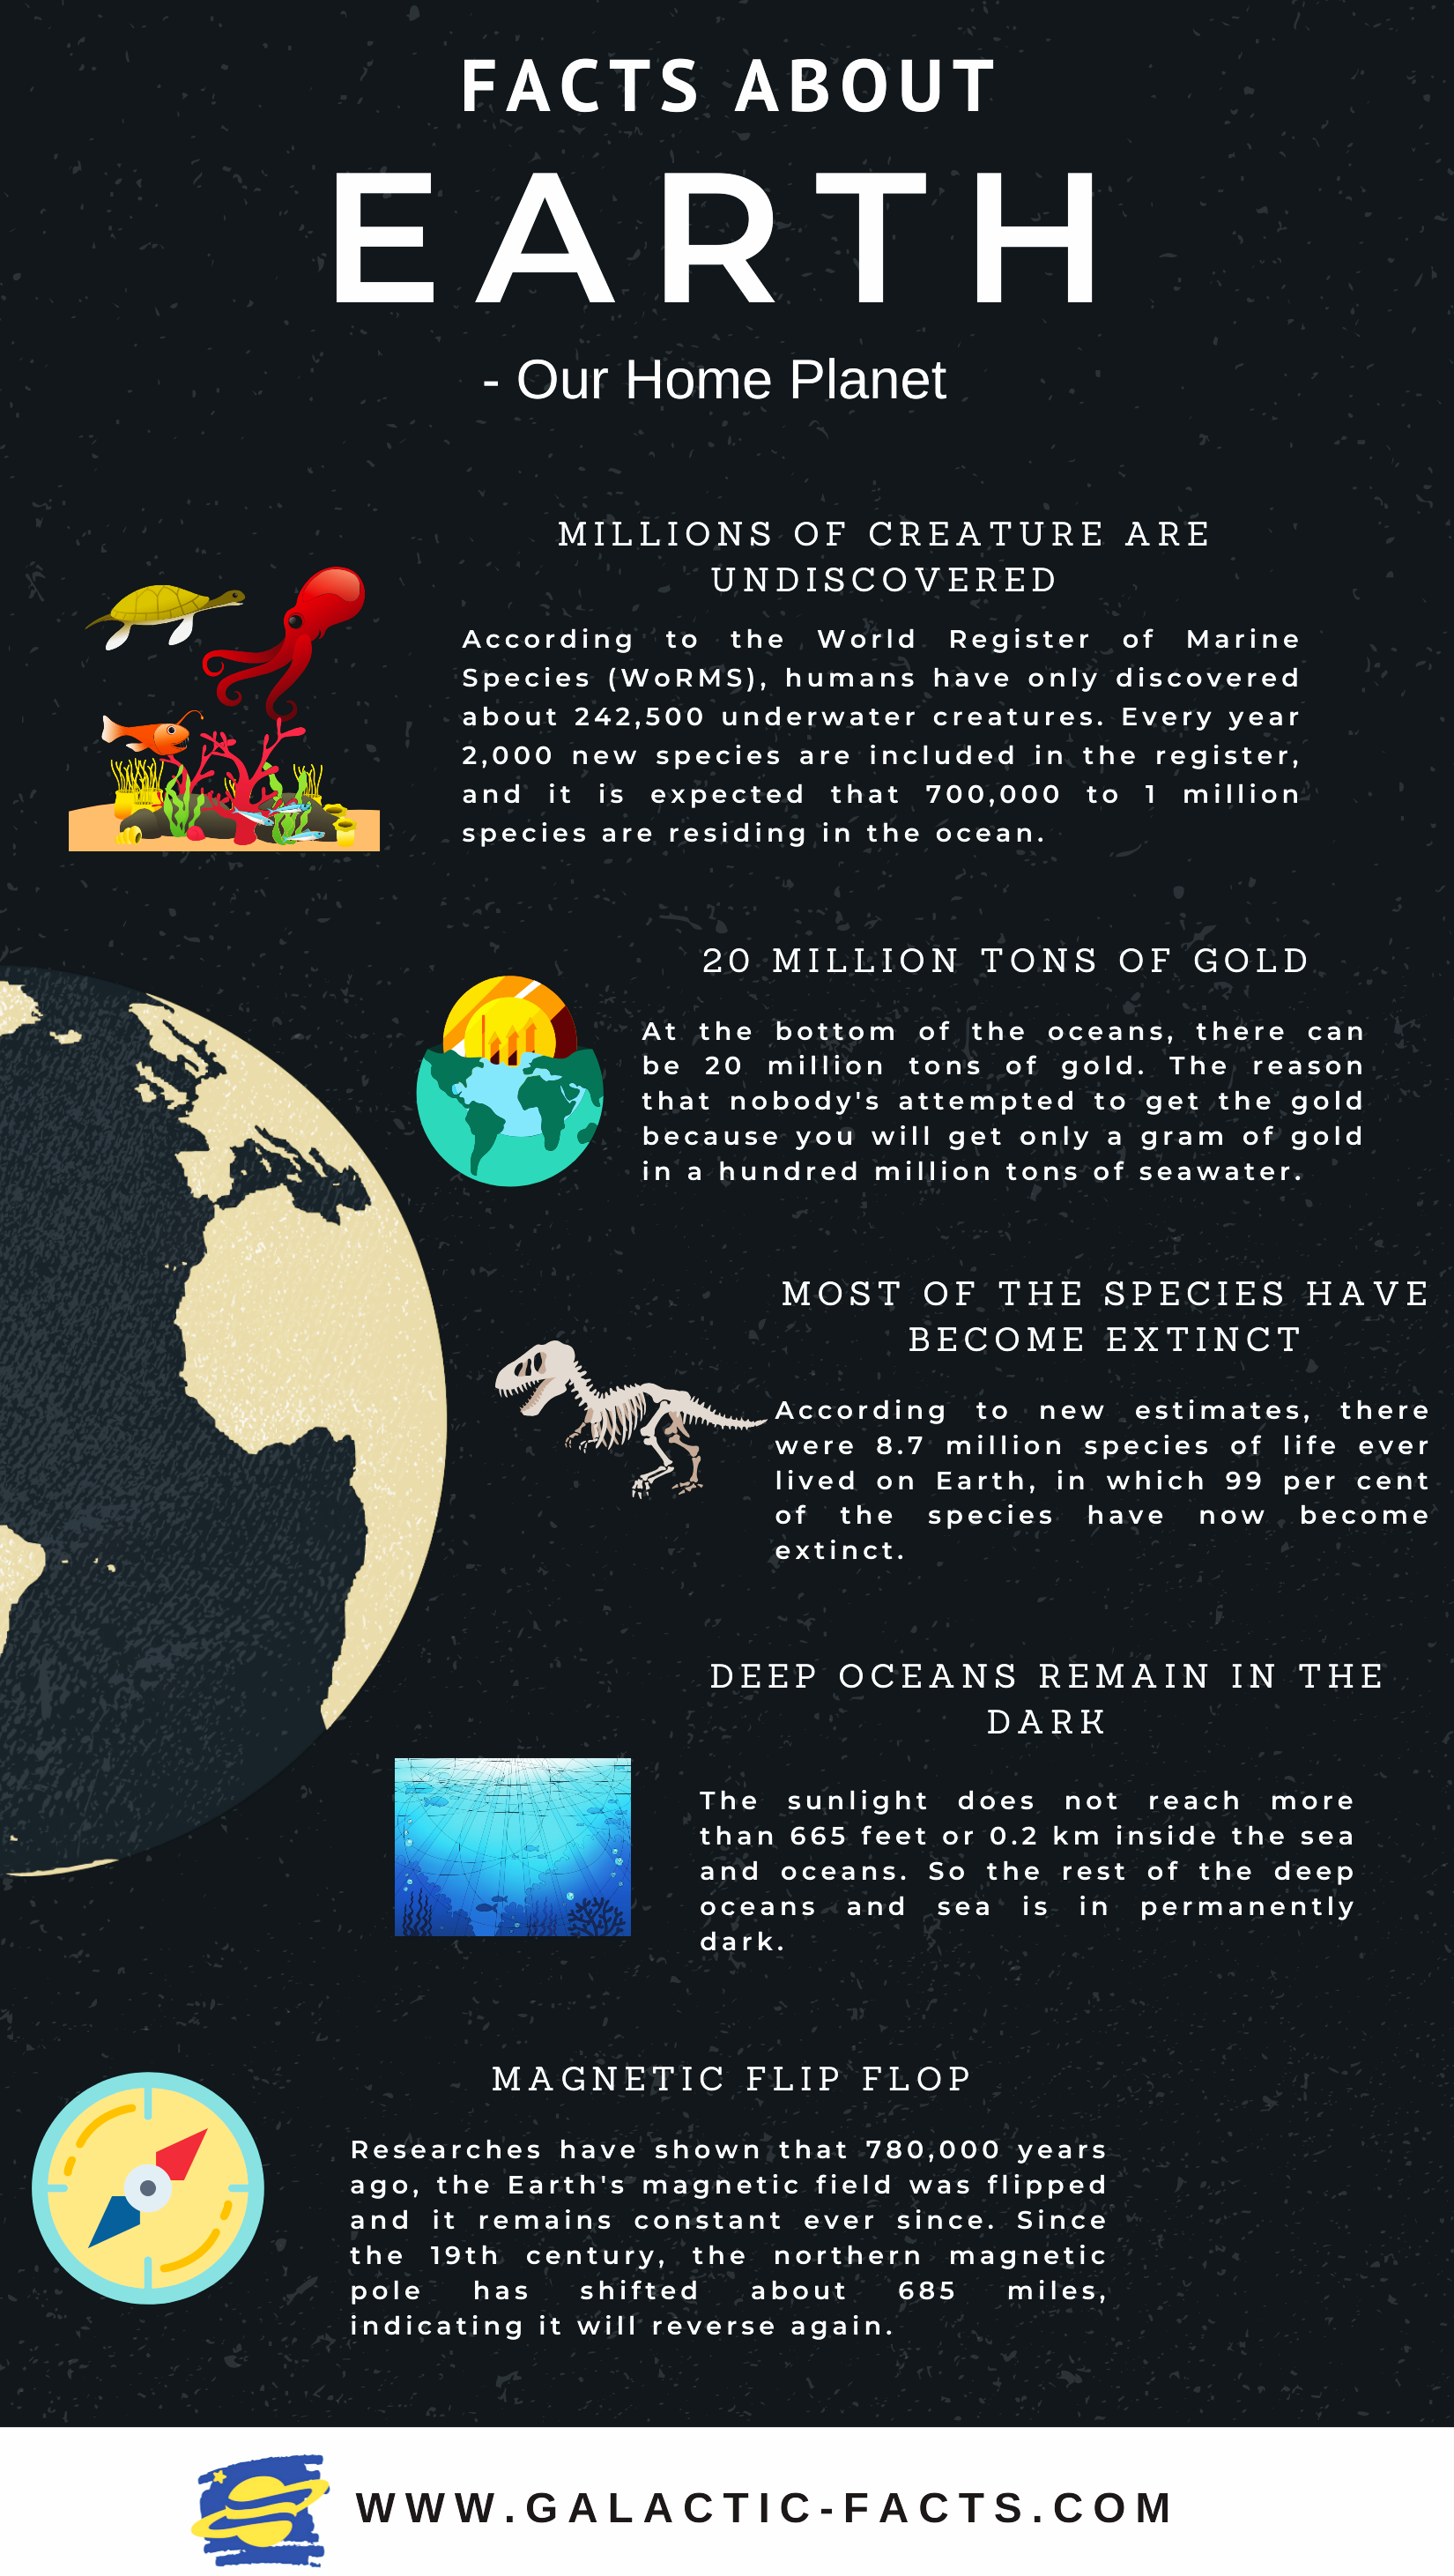 FACTS ABOUT
EARTH
- Our Home Planet
MILLIONS OF CREATURE ARE
UNDISCOVERED
According to the World Register of Marine
Species (WoRMS), humans have only discovered
about 242,500 underwater creatures. Every year
2,000 new species are included in the register,
and it is expected that 700,000 to 1 million
species are residing in the ocean.
20 MILLION TONS OF GOLD
At the bottom of the oceans, there can
be 20 million tons of gold. The reason
that nobody's attempted to get the gold
because you will get only a gram of gold
in a hundred million tons of seawater.
MOST OF THE SPECIES HAVE
BECOME EXTINCT
According to new estimates, there
were 8.7 million species of life ever
lived on Earth, in which 99 per cent
of the species have now become
extinct.
DEEP OCEANS REMAIN IN THE
DARK
The sunlight does not reach more
than 665 feet or 0.2 km inside the sea
and oceans. So the rest of the deep
oceans and sea is in permanently
dark.
MAGNETIC FLIP FLOP
Researches have shown that 780,000 years
ago, the Earth's magnetic field was flipped
and it remains constant ever since. Since
the 19th century, the northern magnetic
pole has shifted about 685 miles,
indicating it will reverse again.
WWW.GALACTIC-FACTS.COM